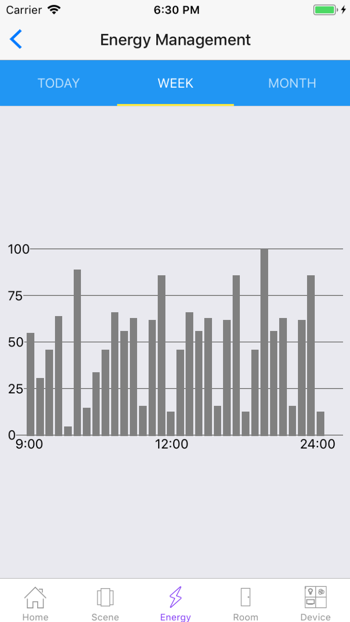 Carrier 6:30 PM
Energy Management
TODAY WEEK MONTH
100
75
50
25
0
9:00 12:00 24:00
Home Scene Energy Room Device